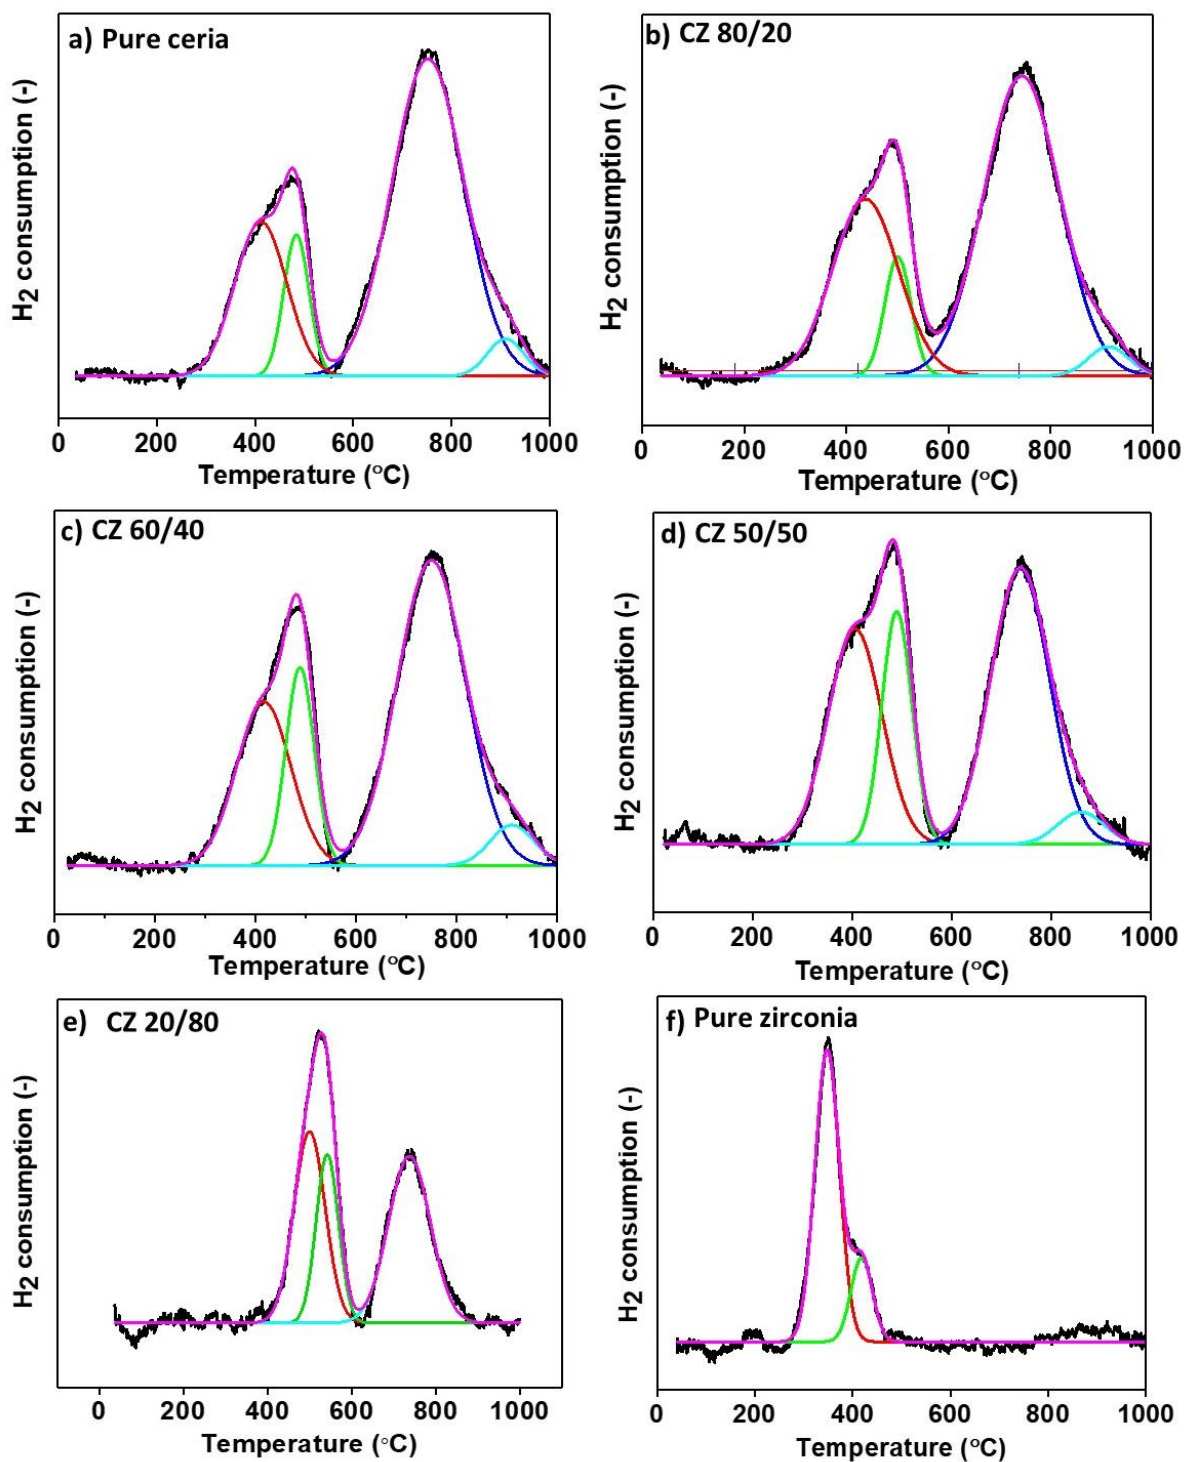 a) Pure ceria
H2 consumption (-)
0 200 400 600 800 1000
Temperature (°C)
b) CZ 80/20
H2 consumption (-)
0 200 400 600 800 1000
Temperature (°C)
c) CZ 60/40
H2 consumption (-)
0 200 400 600 800 1000
Temperature (°C)
d) CZ 50/50
H2 consumption (-)
0 200 400 600 800 1000
Temperature (°C)
e) CZ 20/80
H2 consumption (-)
0 200 400 600 800 1000
Temperature (°C)
f) Pure zirconia
H2 consumption (-)
0 200 400 600 800 1000
Temperature (°C)